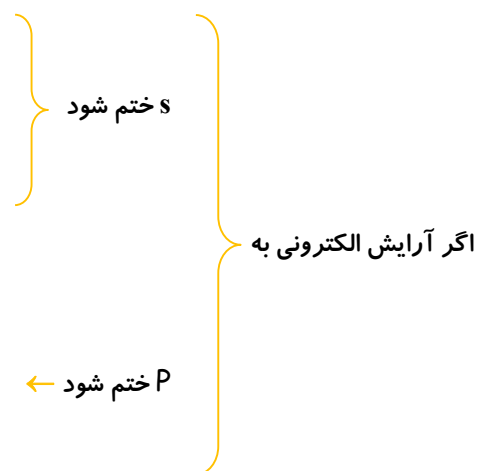 s ختم شود
اگر آرایش الکترونی به
P ختم شود ←